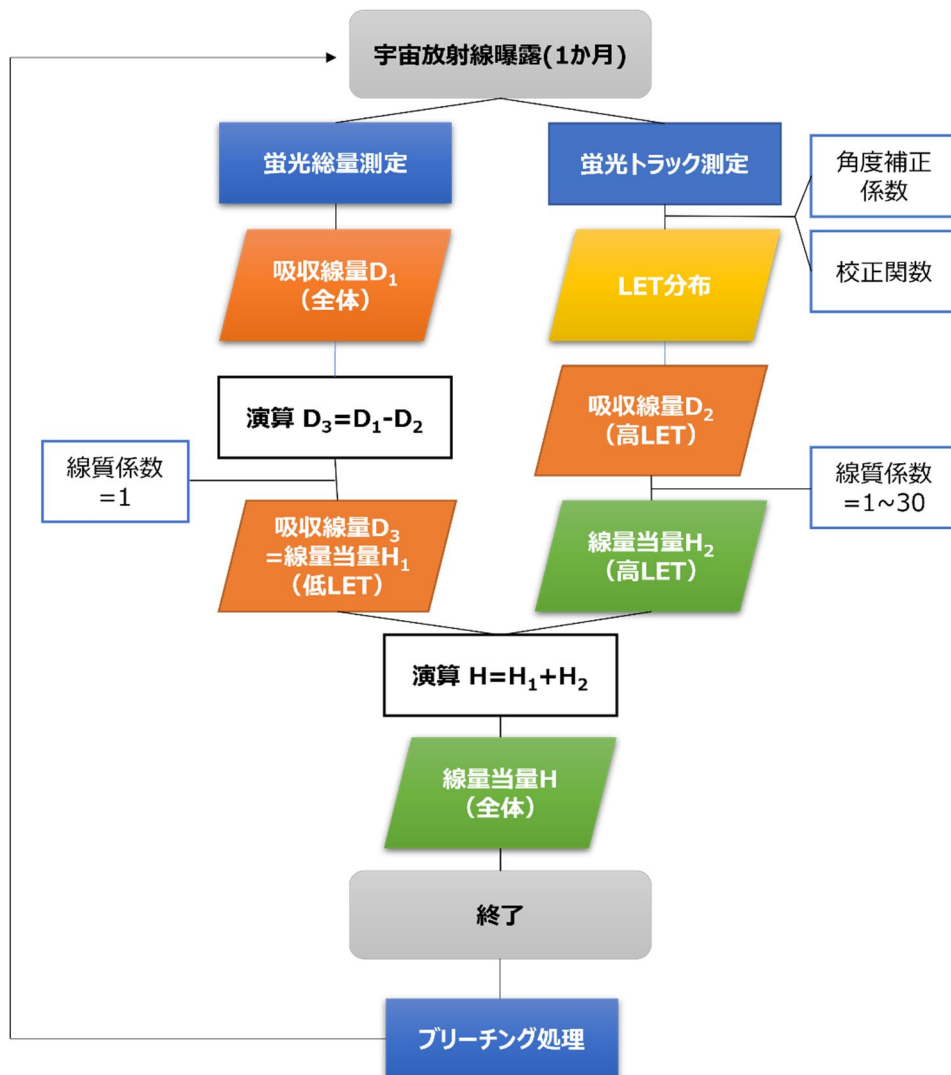 宇宙放射線曝露(1か月)
蛍光総量測定
蛍光トラック測定
角度補正
係数
校正関数
吸収線量D₁
（全体）
LET分布
演算 D₃=D₁-D₂
吸収線量D₂
（高LET）
線質係数
=1
線質係数
=1~30
吸収線量D₃
=線量当量H₁
（低LET）
線量当量H₂
（高LET）
演算 H=H₁+H₂
線量当量H
（全体）
終了
ブリーチング処理